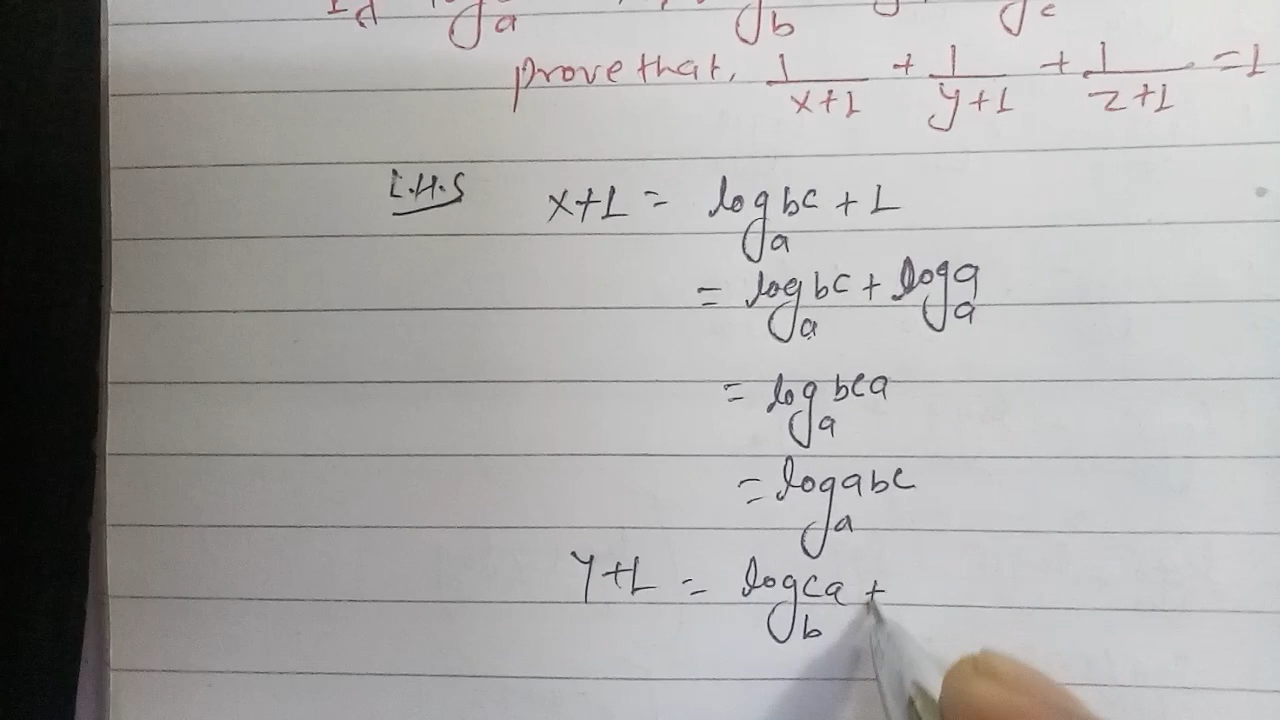 a b c
prove that, 1/x+1 + 1/y+1 + 1/z+1 = 1
L.H.S x+1 = log_a bc + 1
= log_a bc + log_a a
= log_a bca
= log_a abc
y+1 = log_b ca +